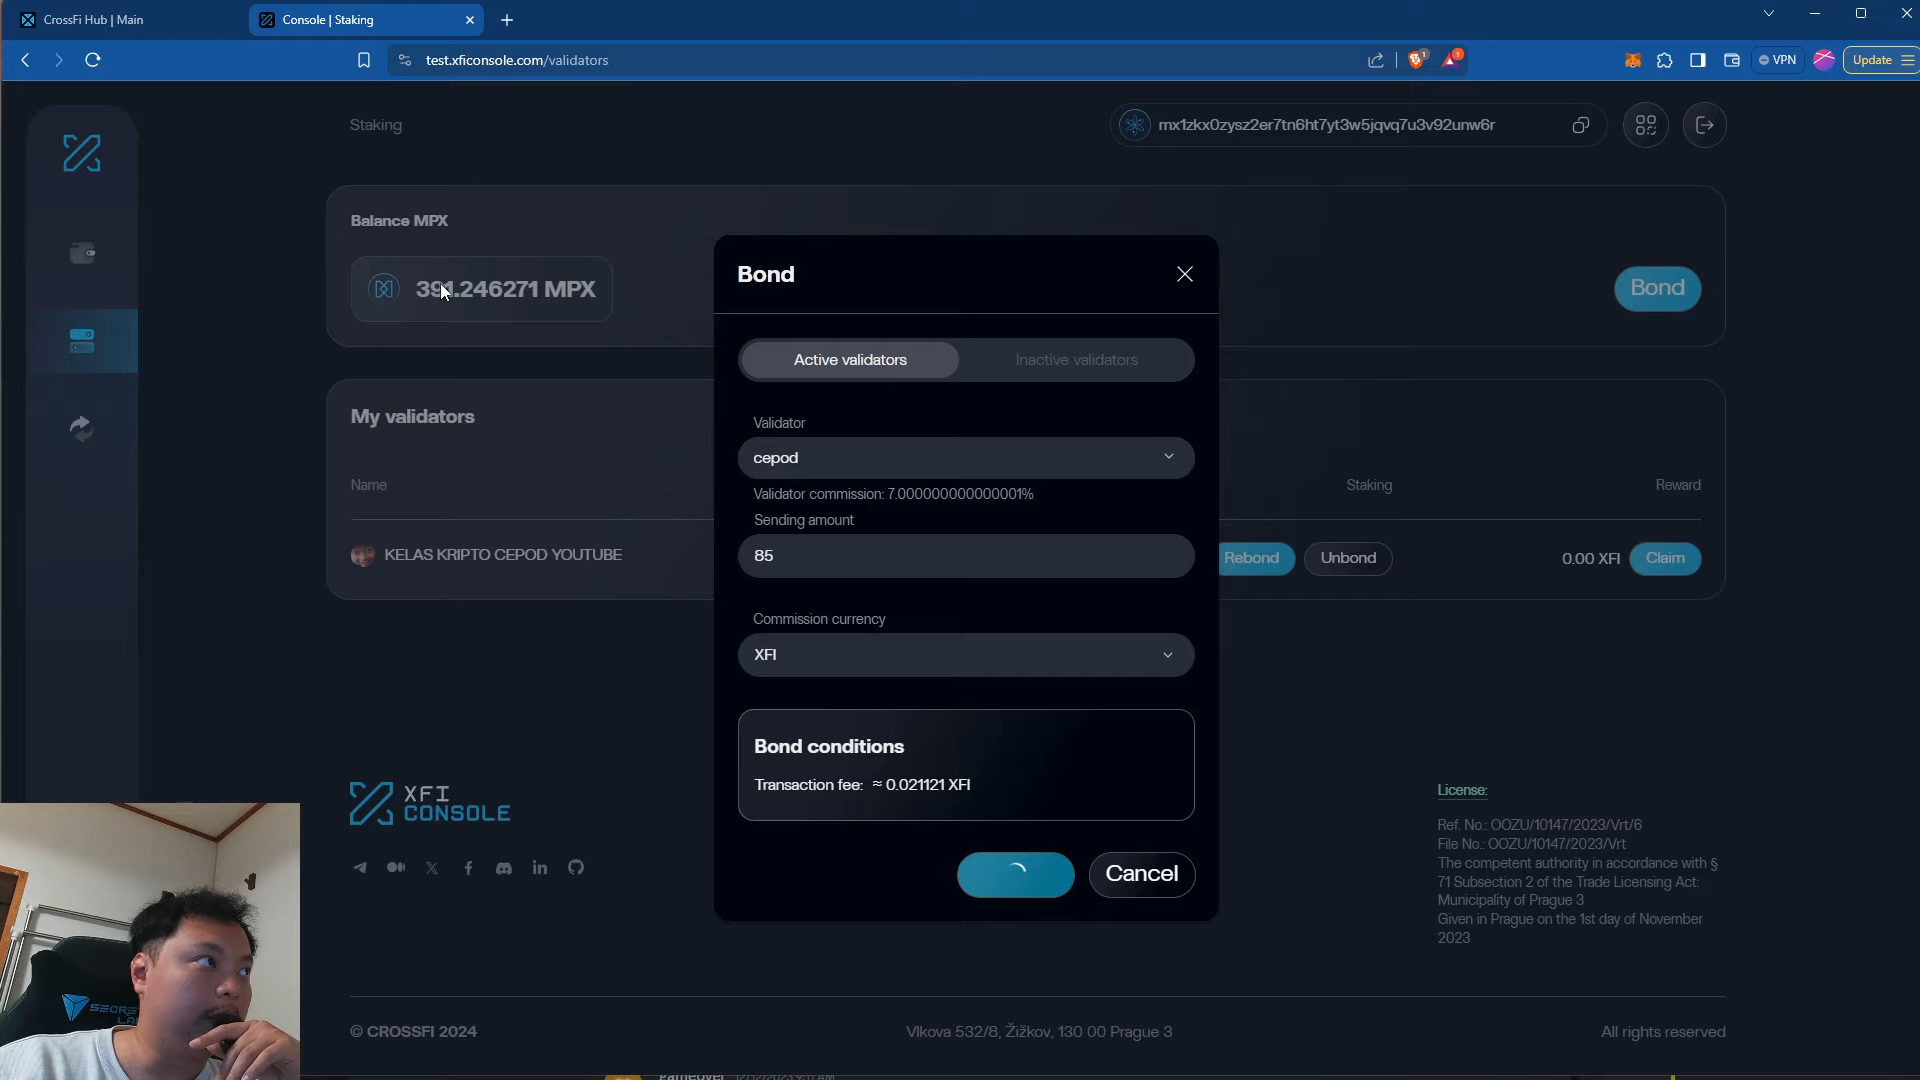 CrossFi Hub | Main
Console | Staking
test.xficonsole.com/validators
1
1
VPN
Update
Staking
mx1zkx0zysz2er7tn6ht7yt3w5jqvq7u3v92unw6r
Balance MPX
391.246271 MPX
Bond
Bond
Active validators
Inactive validators
My validators
Validator
cepod
Name
Staking
Reward
Validator commission: 7.000000000000001%
Sending amount
85
KELAS KRIPTO CEPOD YOUTUBE
Rebond
Unbond
0.00 XFI
Claim
Commission currency
XFI
Bond conditions
Transaction fee: ≈ 0.021121 XFI
XFI
CONSOLE
Cancel
License:
Ref. No.: OOZU/10147/2023/Vrt/6
File No.: OOZU/10147/2023/Vrt
The competent authority in accordance with §
71 Subsection 2 of the Trade Licensing Act:
Municipality of Prague 3
Given in Prague on the 1st day of November
2023
© CROSSFI 2024
Vlkova 532/8, Žižkov, 130 00 Prague 3
All rights reserved